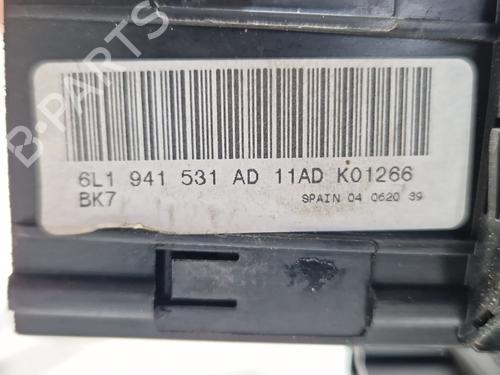 B-PARTS
6L1 941 531 AD 11AD K01266
BK7 SPAIN 04 0620 39